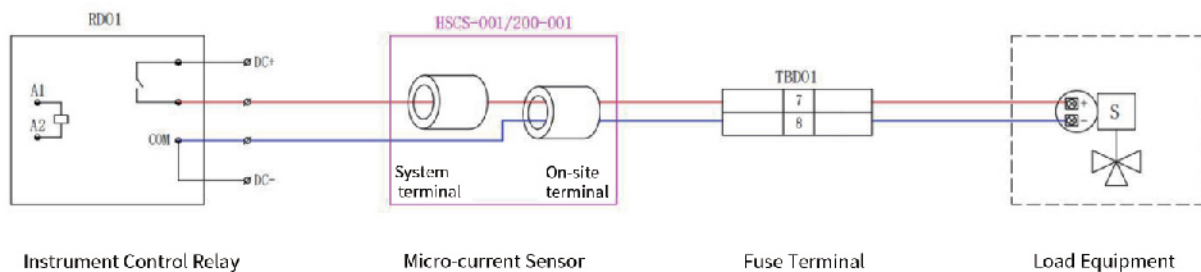 RD01
HSCS-001/200-001
DC+
TBD01
A1
7
+
S
A2
8
-
COM
System
terminal
On-site
terminal
DC-
Instrument Control Relay
Micro-current Sensor
Fuse Terminal
Load Equipment